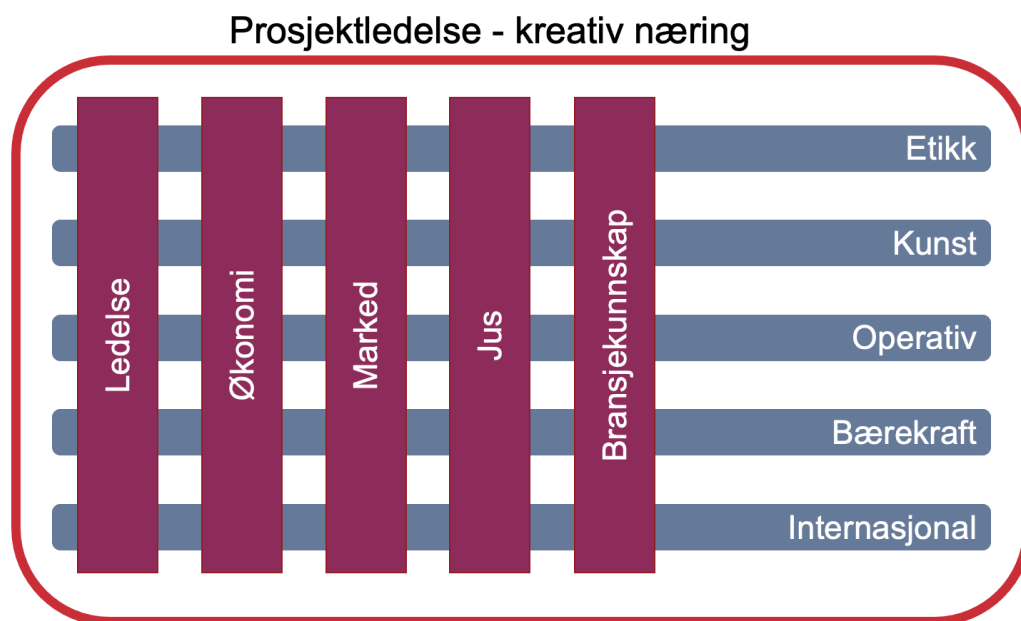 Prosjektledelse - kreativ næring
Ledelse
Økonomi
Marked
Jus
Bransjekunnskap
Etikk
Kunst
Operativ
Bærekraft
Internasjonal